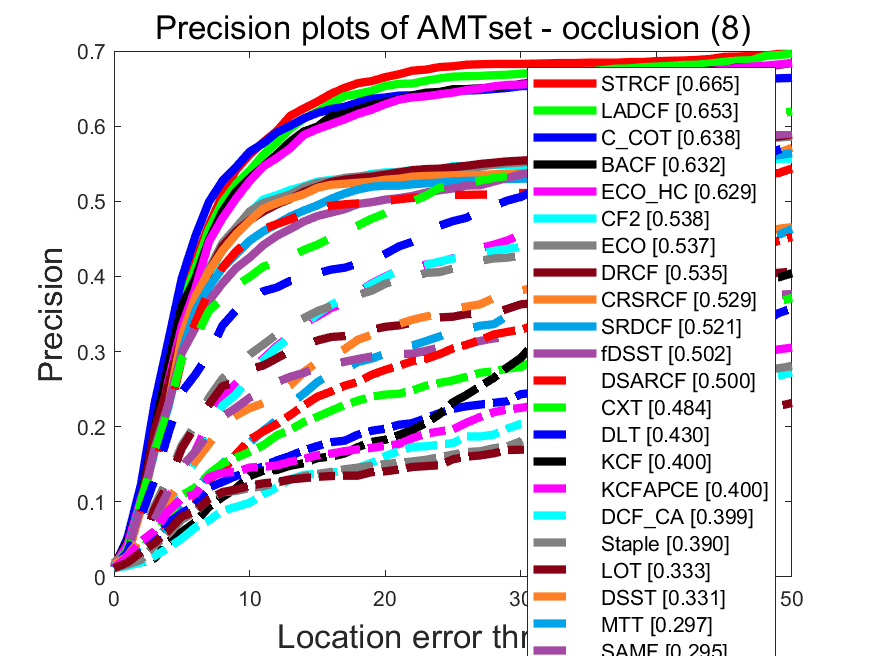 Precision plots of AMTset - occlusion (8)
0.7
0.6
0.5
0.4
0.3
0.2
0.1
0
Precision
0
10
20
30
50
Location error thr
STRCF [0.665]
LADCF [0.653]
C_COT [0.638]
BACF [0.632]
ECO_HC [0.629]
CF2 [0.538]
ECO [0.537]
DRCF [0.535]
CRSRCF [0.529]
SRDCF [0.521]
fDSST [0.502]
DSARCF [0.500]
CXT [0.484]
DLT [0.430]
KCF [0.400]
KCFAPCE [0.400]
DCF_CA [0.399]
Staple [0.390]
LOT [0.333]
DSST [0.331]
MTT [0.297]
SAMF [0.295]